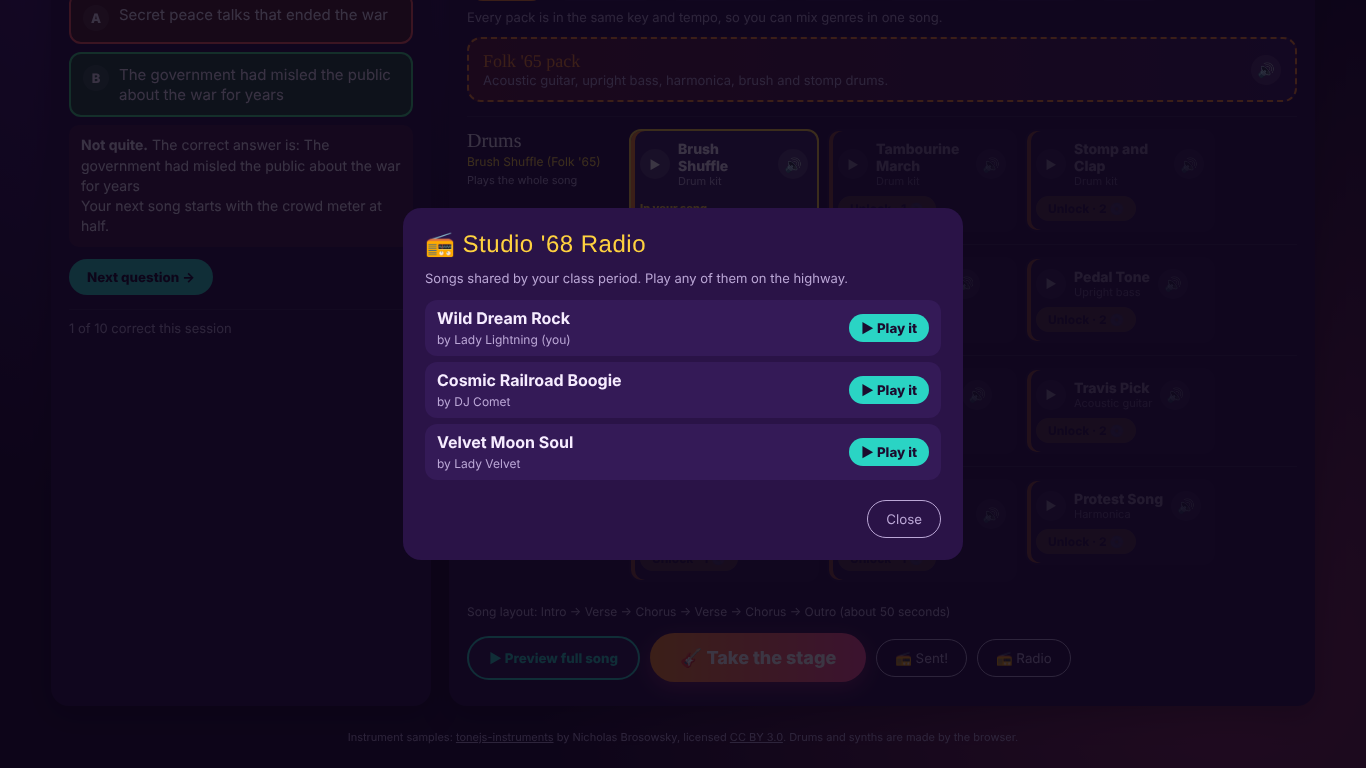 A Secret peace talks that ended the war
B The government had misled the public
about the war for years
Not quite. The correct answer is: The
government had misled the public about the war
for years
Your next song starts with the crowd meter at
half.
Next question →
1 of 10 correct this session
Every pack is in the same key and tempo, so you can mix genres in one song.
Folk '65 pack
Acoustic guitar, upright bass, harmonica, brush and stomp drums.
Drums
Brush Shuffle (Folk '65)
Plays the whole song
Brush
Shuffle
Drum kit
Tambourine
March
Drum kit
Stomp and
Clap
Drum kit
Unlock · 2
Pedal Tone
Upright bass
Unlock · 2
Travis Pick
Acoustic guitar
Unlock · 2
Protest Song
Harmonica
Unlock · 2
📻 Studio '68 Radio
Songs shared by your class period. Play any of them on the highway.
Wild Dream Rock
by Lady Lightning (you)
▶ Play it
Cosmic Railroad Boogie
by DJ Comet
▶ Play it
Velvet Moon Soul
by Lady Velvet
▶ Play it
Close
Song layout: Intro → Verse → Chorus → Verse → Chorus → Outro (about 50 seconds)
▶ Preview full song
🎸 Take the stage
📻 Sent!
📻 Radio
Instrument samples: tonejs-instruments by Nicholas Brosowsky, licensed CC BY 3.0. Drums and synths are made by the browser.